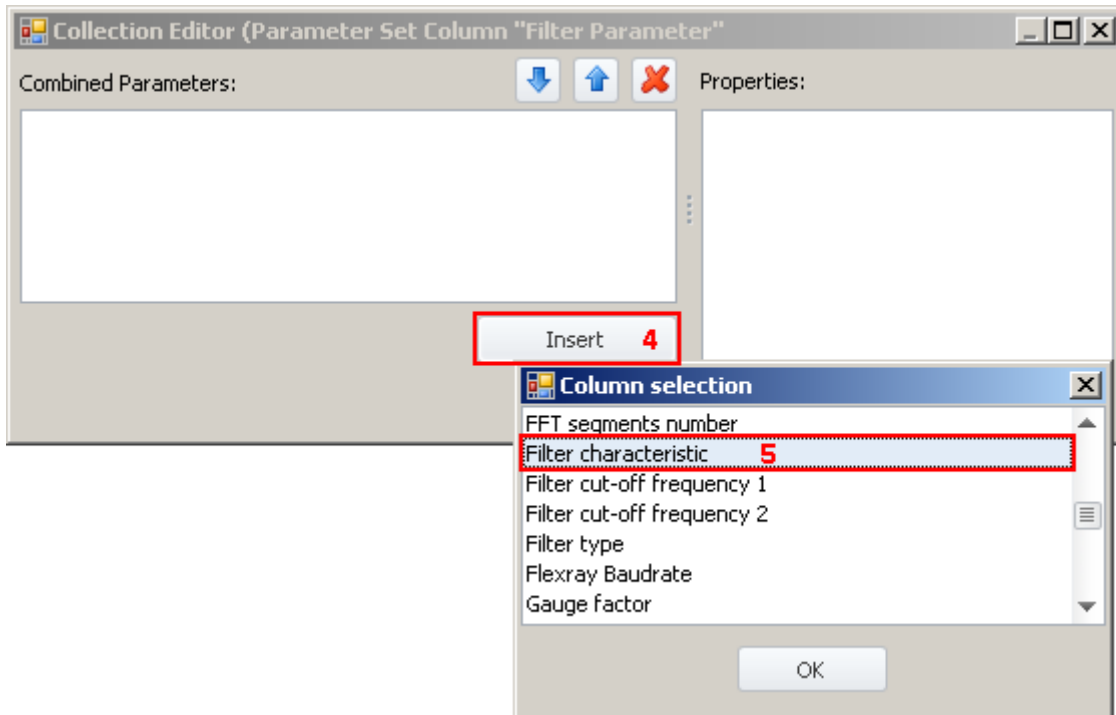 Collection Editor (Parameter Set Column "Filter Parameter"
Combined Parameters:
Properties:
Insert 4
Column selection
FFT segments number
Filter characteristic 5
Filter cut-off frequency 1
Filter cut-off frequency 2
Filter type
Flexray Baudrate
Gauge factor
OK